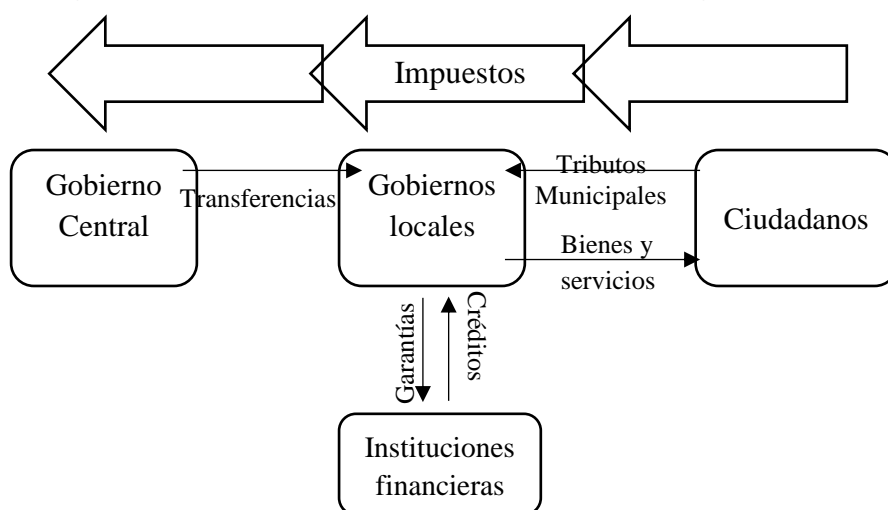 Impuestos
Gobierno
Central
Transferencias
Gobiernos
locales
Tributos
Municipales
Bienes y
servicios
Ciudadanos
Garantías
Créditos
Instituciones
financieras